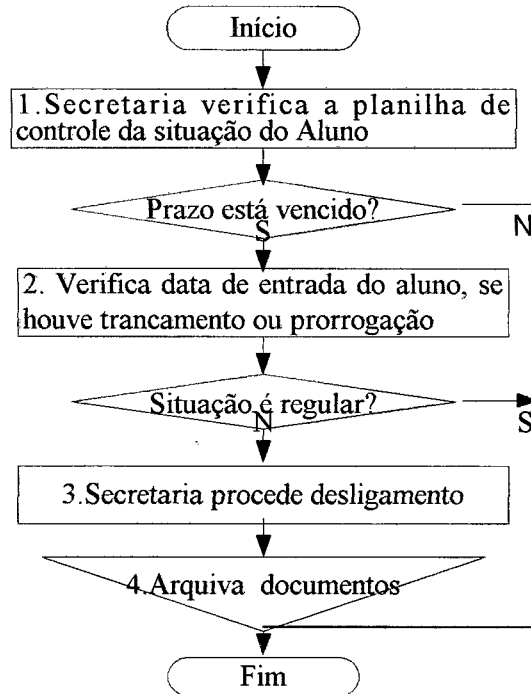 Início
1.Secretaria verifica a planilha de
controle da situação do Aluno
Prazo está vencido?
S
N
2. Verifica data de entrada do aluno, se
houve trancamento ou prorrogação
Situação é regular?
N
S
3.Secretaria procede desligamento
4.Arquiva documentos
Fim